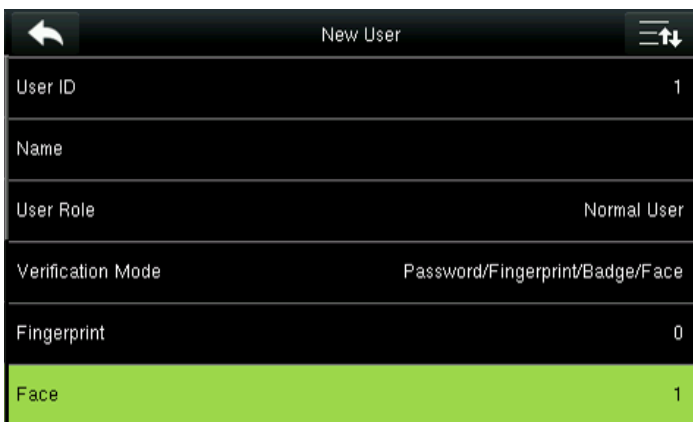 New User
User ID 1
Name
User Role Normal User
Verification Mode Password/Fingerprint/Badge/Face
Fingerprint 0
Face 1